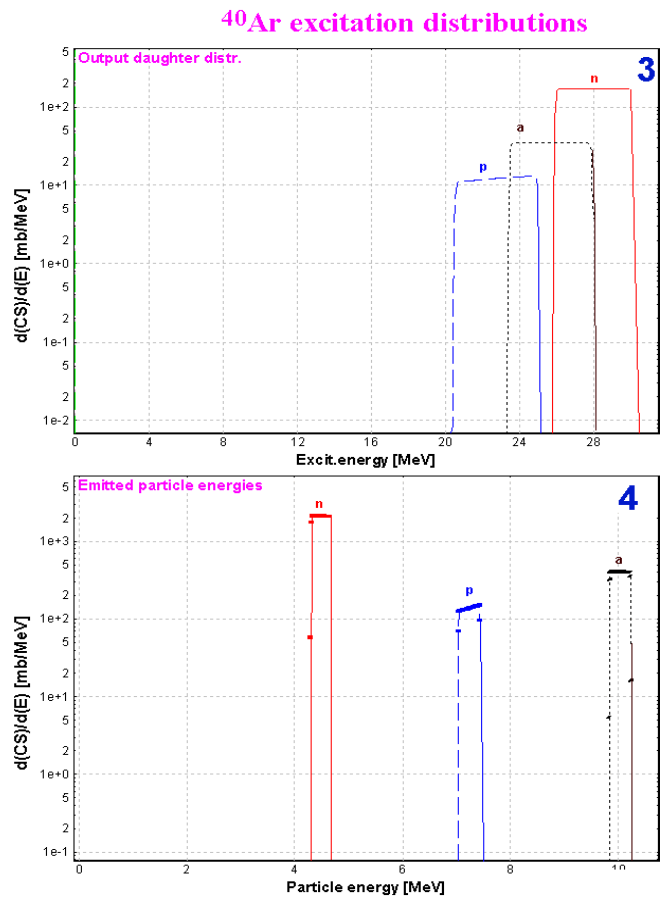 ⁴⁰Ar excitation distributions
Output daughter distr.
3
n
a
p
d(CS)/d(E) [mb/MeV]
5
2
1e+2
5
2
1e+1
5
2
1e+0
5
2
1e-1
5
2
1e-2
0 4 8 12 16 20 24 28
Excit.energy [MeV]
Emitted particle energies
4
n
a
p
d(CS)/d(E) [mb/MeV]
5
2
1e+3
5
2
1e+2
5
2
1e+1
5
2
1e+0
5
2
1e-1
0 2 4 6 8 10
Particle energy [MeV]